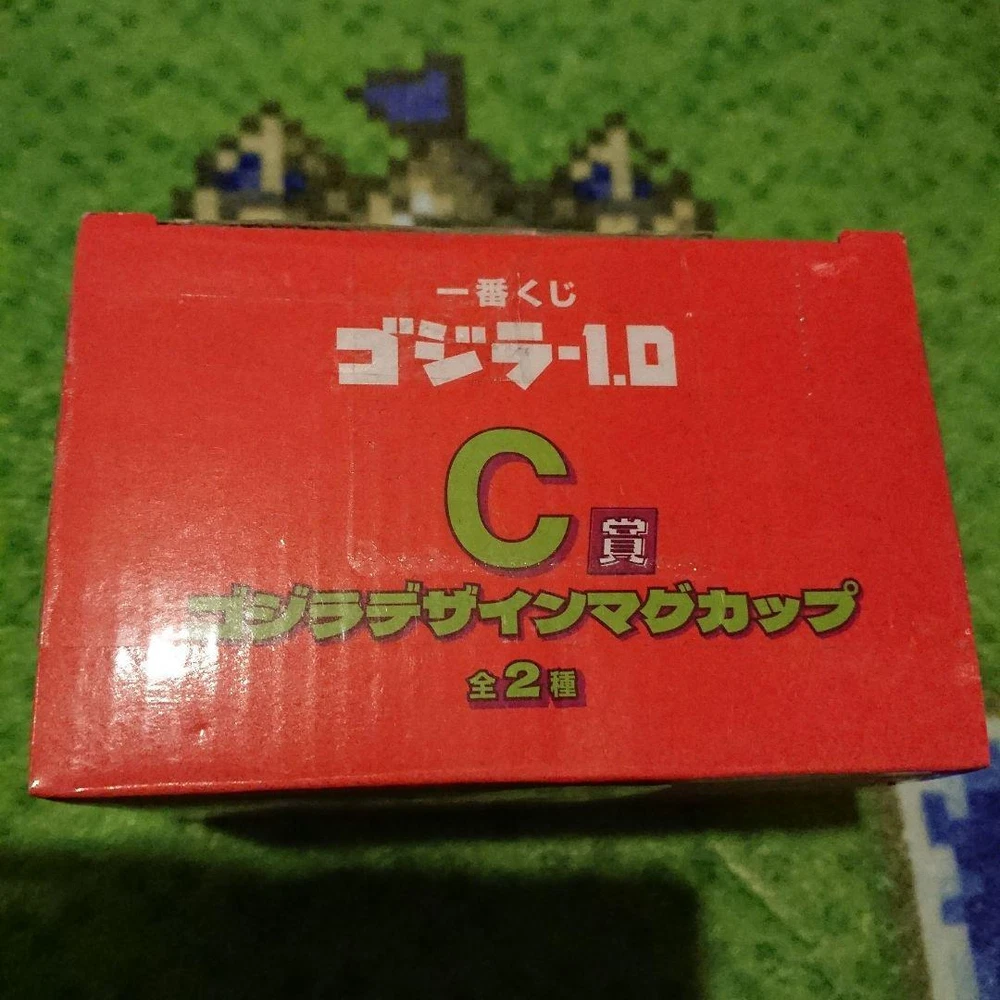 一番くじ
ゴジラ-1.0
C賞
ゴジラデザインマグカップ
全2種